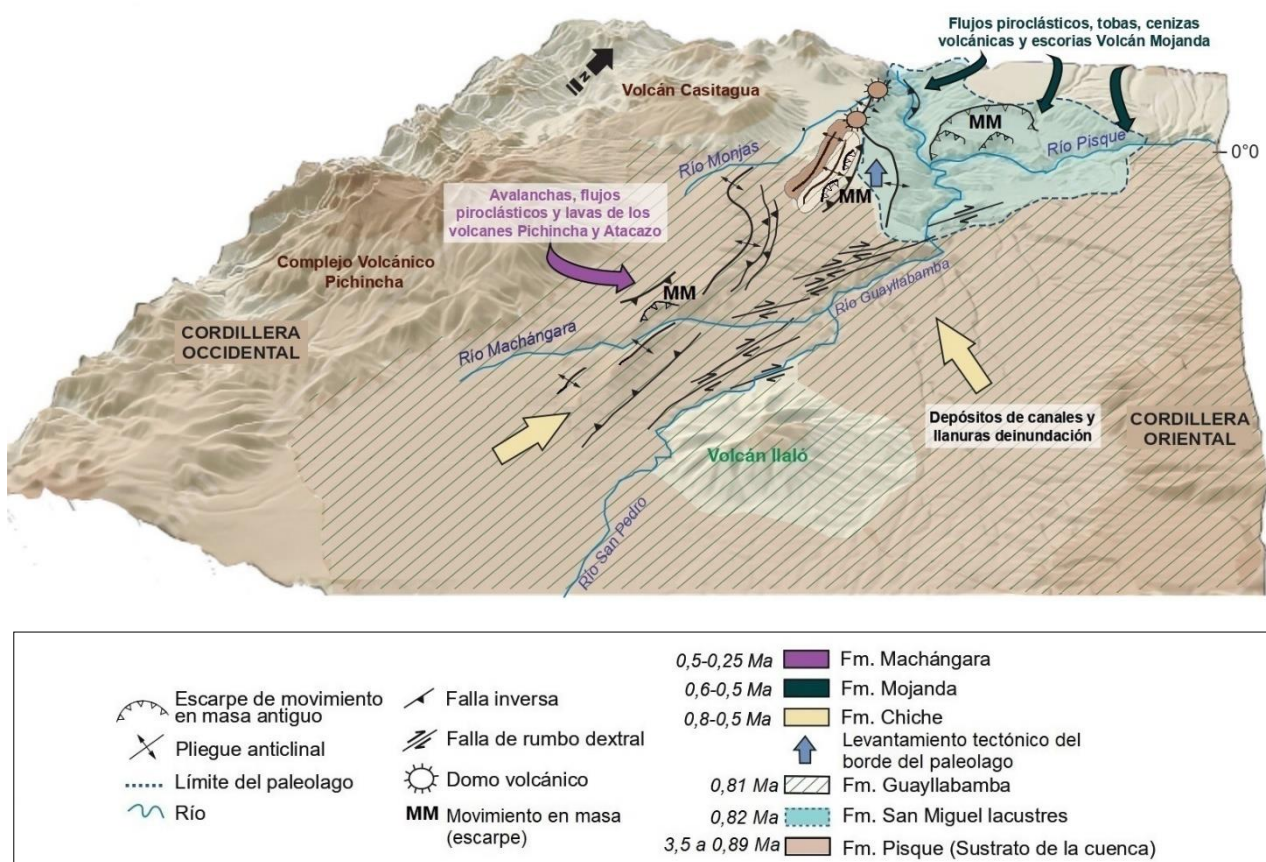 Flujos piroclásticos, tobas, cenizas
volcánicas y escorias Volcán Mojanda
N
Volcán Casitagua
MM
Río Pisque
0°0
Río Monjas
MM
Avalanchas, flujos
piroclásticos y lavas de los
volcanes Pichincha y Atacazo
Complejo Volcánico
Pichincha
MM
Río Guayllabamba
CORDILLERA
OCCIDENTAL
Río Machángara
Depósitos de canales y
llanuras deinundación
CORDILLERA
ORIENTAL
Volcán Ilaló
Río San Pedro
Escarpe de movimiento
en masa antiguo
Pliegue anticlinal
Límite del paleolago
Río
Falla inversa
Falla de rumbo dextral
Domo volcánico
MM Movimiento en masa
(escarpe)
0,5-0,25 Ma Fm. Machángara
0,6-0,5 Ma Fm. Mojanda
0,8-0,5 Ma Fm. Chiche
Levantamiento tectónico del
borde del paleolago
0,81 Ma Fm. Guayllabamba
0,82 Ma Fm. San Miguel lacustres
3,5 a 0,89 Ma Fm. Pisque (Sustrato de la cuenca)